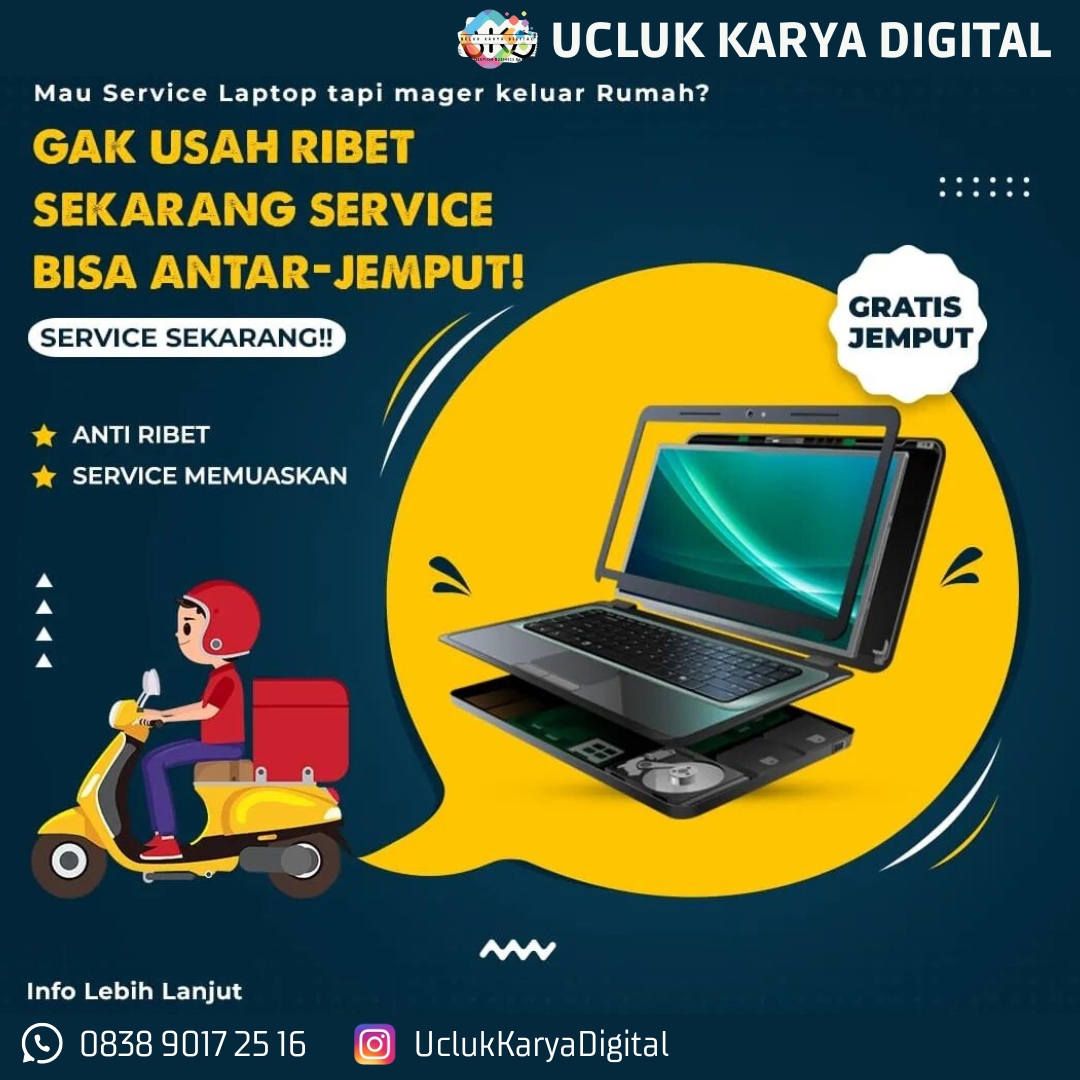 UCLUK KARYA DIGITAL
Mau Service Laptop tapi mager keluar Rumah?
GAK USAH RIBET
SEKARANG SERVICE
BISA ANTAR-JEMPUT!
SERVICE SEKARANG!!
GRATIS
JEMPUT
ANTI RIBET
SERVICE MEMUASKAN
Info Lebih Lanjut
0838 9017 25 16
UclukKaryaDigital